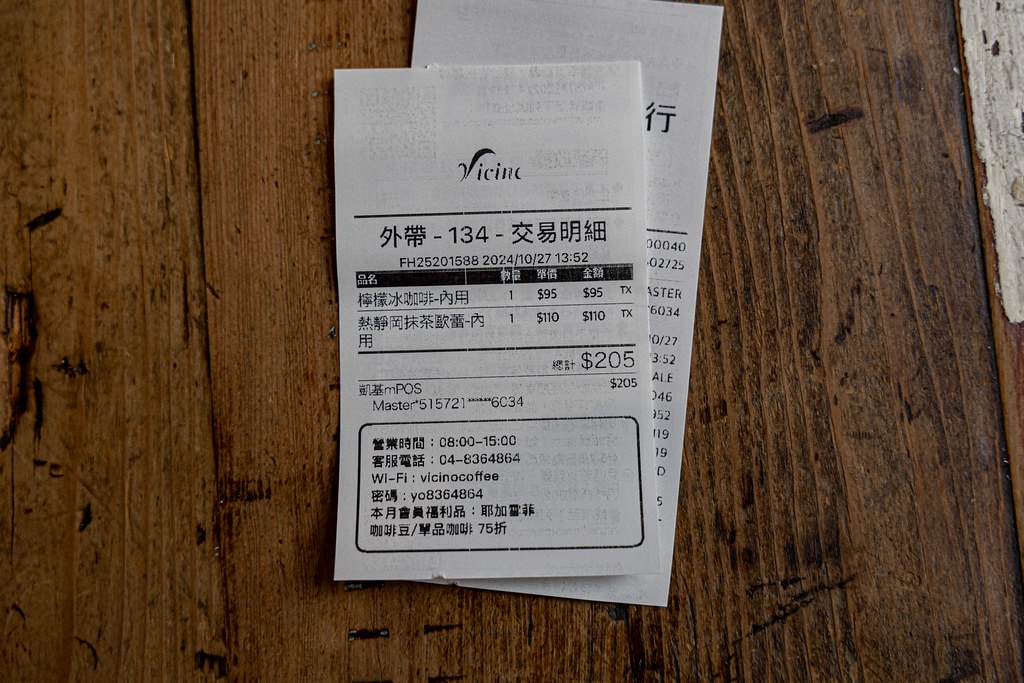 Vicino
外帶 - 134 - 交易明細
FH25201588 2024/10/27 13:52
品名 數量 單價 金額
檸檬冰咖啡-內用 1 $95 $95 TX
熱靜岡抹茶歐蕾-內 1 $110 $110 TX
用
總計 $205
凱基mPOS $205
Master*515721******6034
營業時間：08:00-15:00
客服電話：04-8364864
Wi-Fi：vicinocoffee
密碼：yo8364864
本月會員福利品：耶加雪菲
咖啡豆/單品咖啡 75折
行
00040
02725
ASTER
6034
10/27
3:52
ALE
046
952
119
19
D
5